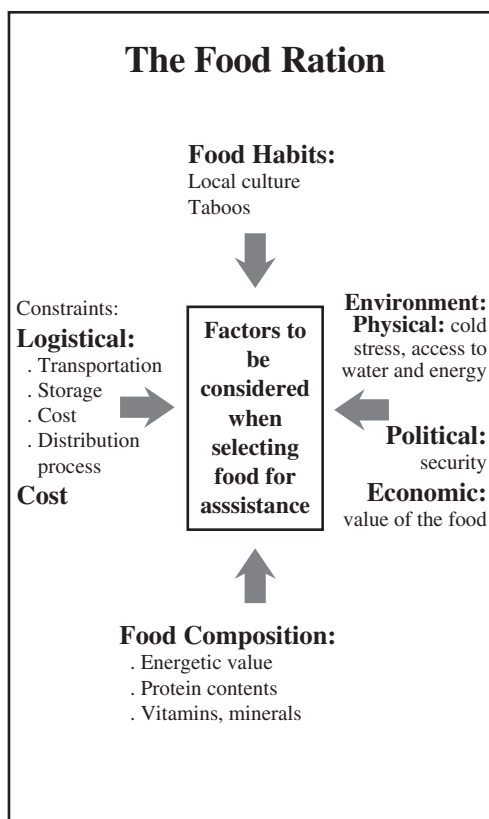 The Food Ration
Food Habits:
Local culture
Taboos
Constraints:
Logistical:
. Transportation
. Storage
. Cost
. Distribution
process
Cost
Factors to
be
considered
when
selecting
food for
asssistance
Environment:
Physical: cold
stress, access to
water and energy
Political:
security
Economic:
value of the food
Food Composition:
. Energetic value
. Protein contents
. Vitamins, minerals